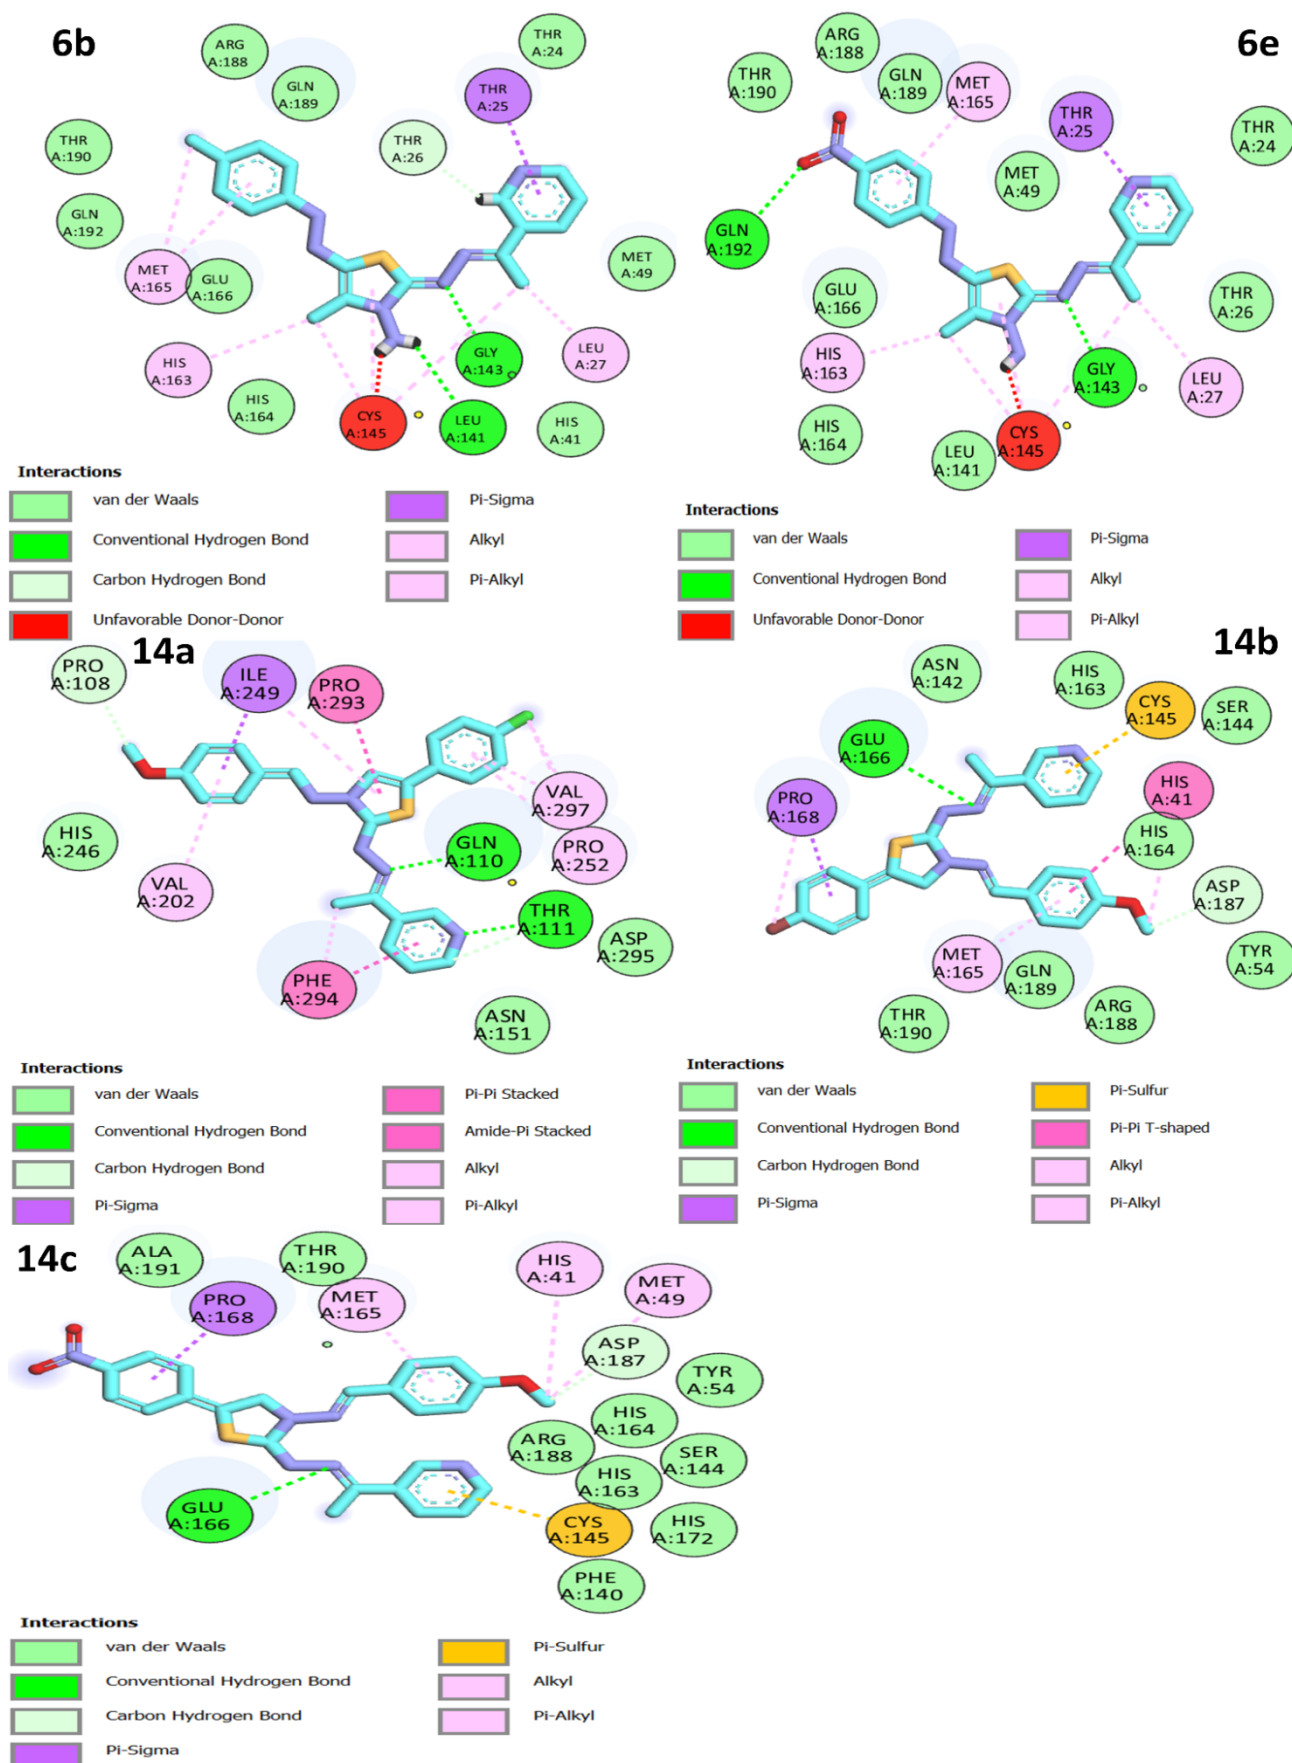 6b
ARG
A:188
GLN
A:189
THR
A:24
THR
A:25
THR
A:26
THR
A:190
GLN
A:192
MET
A:165
GLU
A:166
MET
A:49
HIS
A:163
GLY
A:143
LEU
A:27
HIS
A:164
CYS
A:145
LEU
A:141
HIS
A:41
Interactions
van der Waals
Conventional Hydrogen Bond
Carbon Hydrogen Bond
Unfavorable Donor-Donor
Pi-Sigma
Alkyl
Pi-Alkyl
6e
ARG
A:188
THR
A:190
GLN
A:189
MET
A:165
THR
A:25
THR
A:24
MET
A:49
GLN
A:192
GLU
A:166
THR
A:26
HIS
A:163
GLY
A:143
LEU
A:27
HIS
A:164
LEU
A:141
CYS
A:145
Interactions
van der Waals
Conventional Hydrogen Bond
Unfavorable Donor-Donor
Pi-Sigma
Alkyl
Pi-Alkyl
14a
PRO
A:108
ILE
A:249
PRO
A:293
VAL
A:297
HIS
A:246
GLN
A:110
PRO
A:252
VAL
A:202
THR
A:111
ASP
A:295
PHE
A:294
ASN
A:151
Interactions
van der Waals
Conventional Hydrogen Bond
Carbon Hydrogen Bond
Pi-Sigma
Pi-Pi Stacked
Amide-Pi Stacked
Alkyl
Pi-Alkyl
14b
ASN
A:142
HIS
A:163
CYS
A:145
SER
A:144
GLU
A:166
HIS
A:41
PRO
A:168
HIS
A:164
ASP
A:187
TYR
A:54
MET
A:165
GLN
A:189
ARG
A:188
THR
A:190
Interactions
van der Waals
Conventional Hydrogen Bond
Carbon Hydrogen Bond
Pi-Sigma
Pi-Sulfur
Pi-Pi T-shaped
Alkyl
Pi-Alkyl
14c
ALA
A:191
THR
A:190
PRO
A:168
MET
A:165
HIS
A:41
MET
A:49
ASP
A:187
TYR
A:54
HIS
A:164
ARG
A:188
SER
A:144
HIS
A:163
GLU
A:166
CYS
A:145
HIS
A:172
PHE
A:140
Interactions
van der Waals
Conventional Hydrogen Bond
Carbon Hydrogen Bond
Pi-Sigma
Pi-Sulfur
Alkyl
Pi-Alkyl